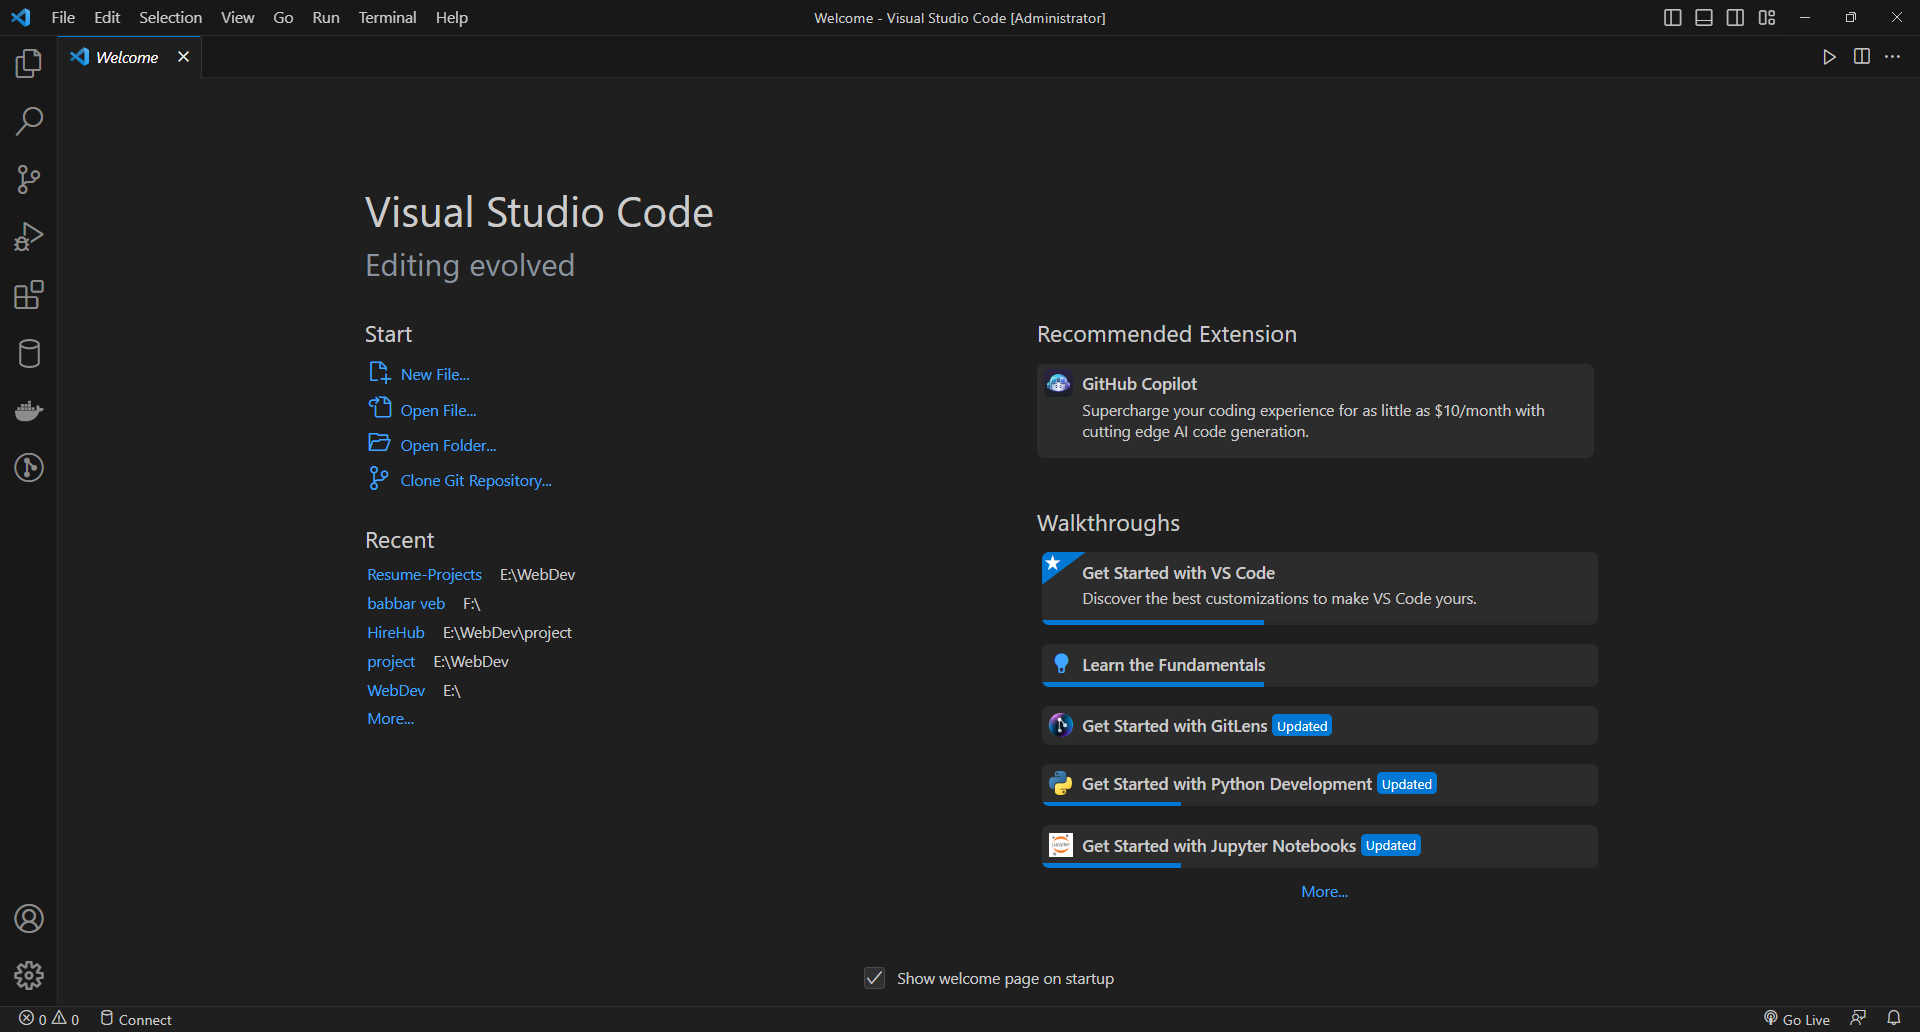 File Edit Selection View Go Run Terminal Help
Welcome - Visual Studio Code [Administrator]
Welcome
Visual Studio Code
Editing evolved
Start
New File...
Open File...
Open Folder...
Clone Git Repository...
Recent
Resume-Projects E:\WebDev
babbar veb F:\
HireHub E:\WebDev\project
project E:\WebDev
WebDev E:\
More...
Recommended Extension
GitHub Copilot
Supercharge your coding experience for as little as $10/month with
cutting edge AI code generation.
Walkthroughs
Get Started with VS Code
Discover the best customizations to make VS Code yours.
Learn the Fundamentals
Get Started with GitLens Updated
Get Started with Python Development Updated
jupyter
Get Started with Jupyter Notebooks Updated
More...
Show welcome page on startup
0 0 Connect
Go Live